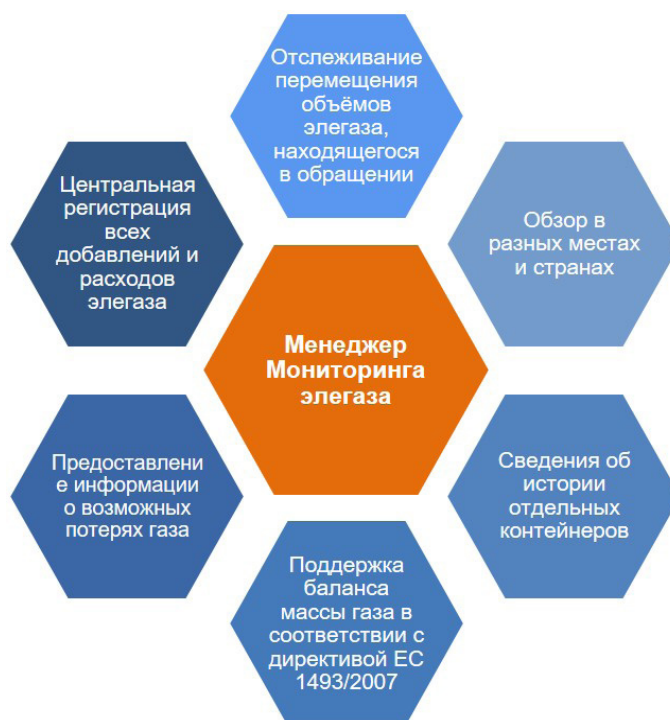 Отслеживание
перемещения
объёмов
элегаза,
находящегося
в обращении
Центральная
регистрация
всех
добавлений и
расходов
элегаза
Обзор в
разных местах
и странах
Менеджер
Мониторинга
элегаза
Предоставлени
е информации
о возможных
потерях газа
Сведения об
истории
отдельных
контейнеров
Поддержка
баланса
массы газа в
соответствии с
директивой ЕС
1493/2007